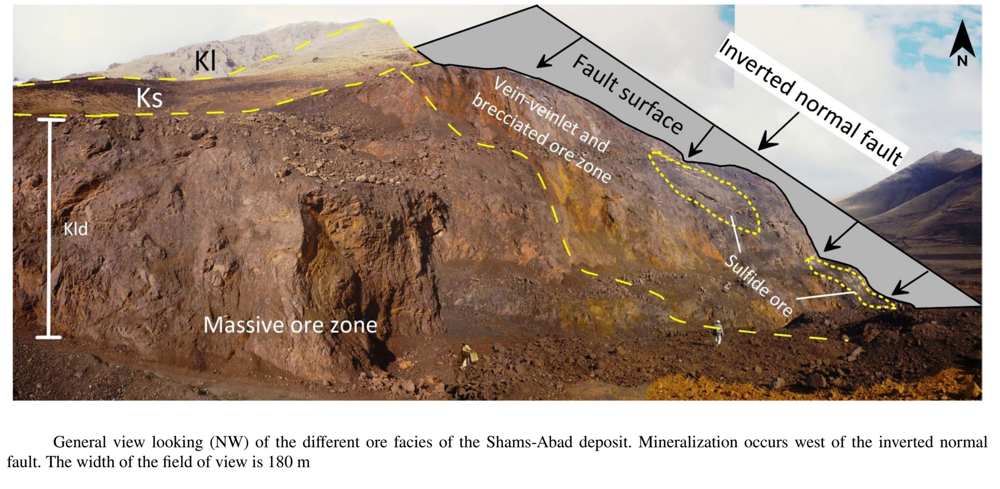 Kl
Ks
Kld
Massive ore zone
Vein-veinlet and
brecciated ore zone
Fault surface
Inverted normal fault
N
Sulfide ore
General view looking (NW) of the different ore facies of the Shams-Abad deposit. Mineralization occurs west of the inverted normal
fault. The width of the field of view is 180 m